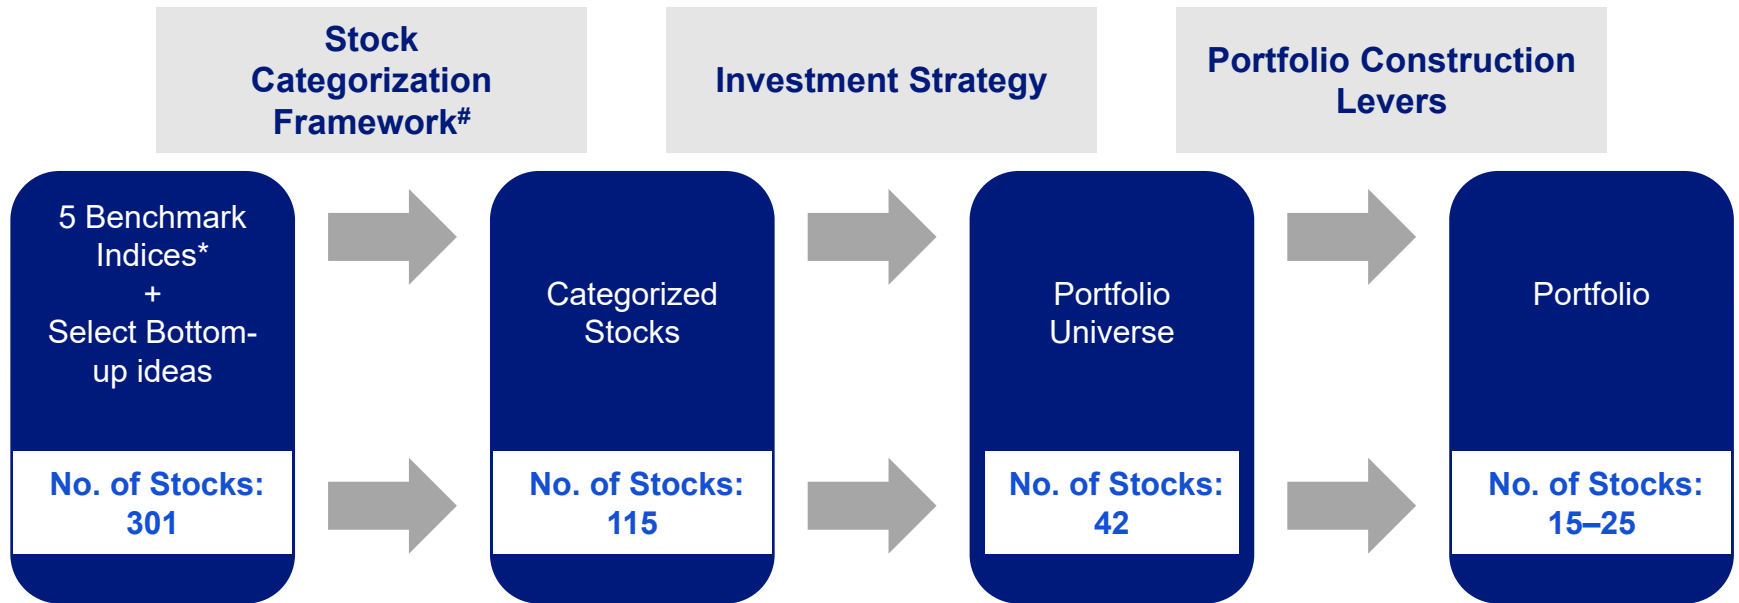 Stock
Categorization
Framework#
Investment Strategy
Portfolio Construction
Levers
5 Benchmark
Indices*
+
Select Bottom-
up ideas
Categorized
Stocks
Portfolio
Universe
Portfolio
No. of Stocks:
301
No. of Stocks:
115
No. of Stocks:
42
No. of Stocks:
15–25